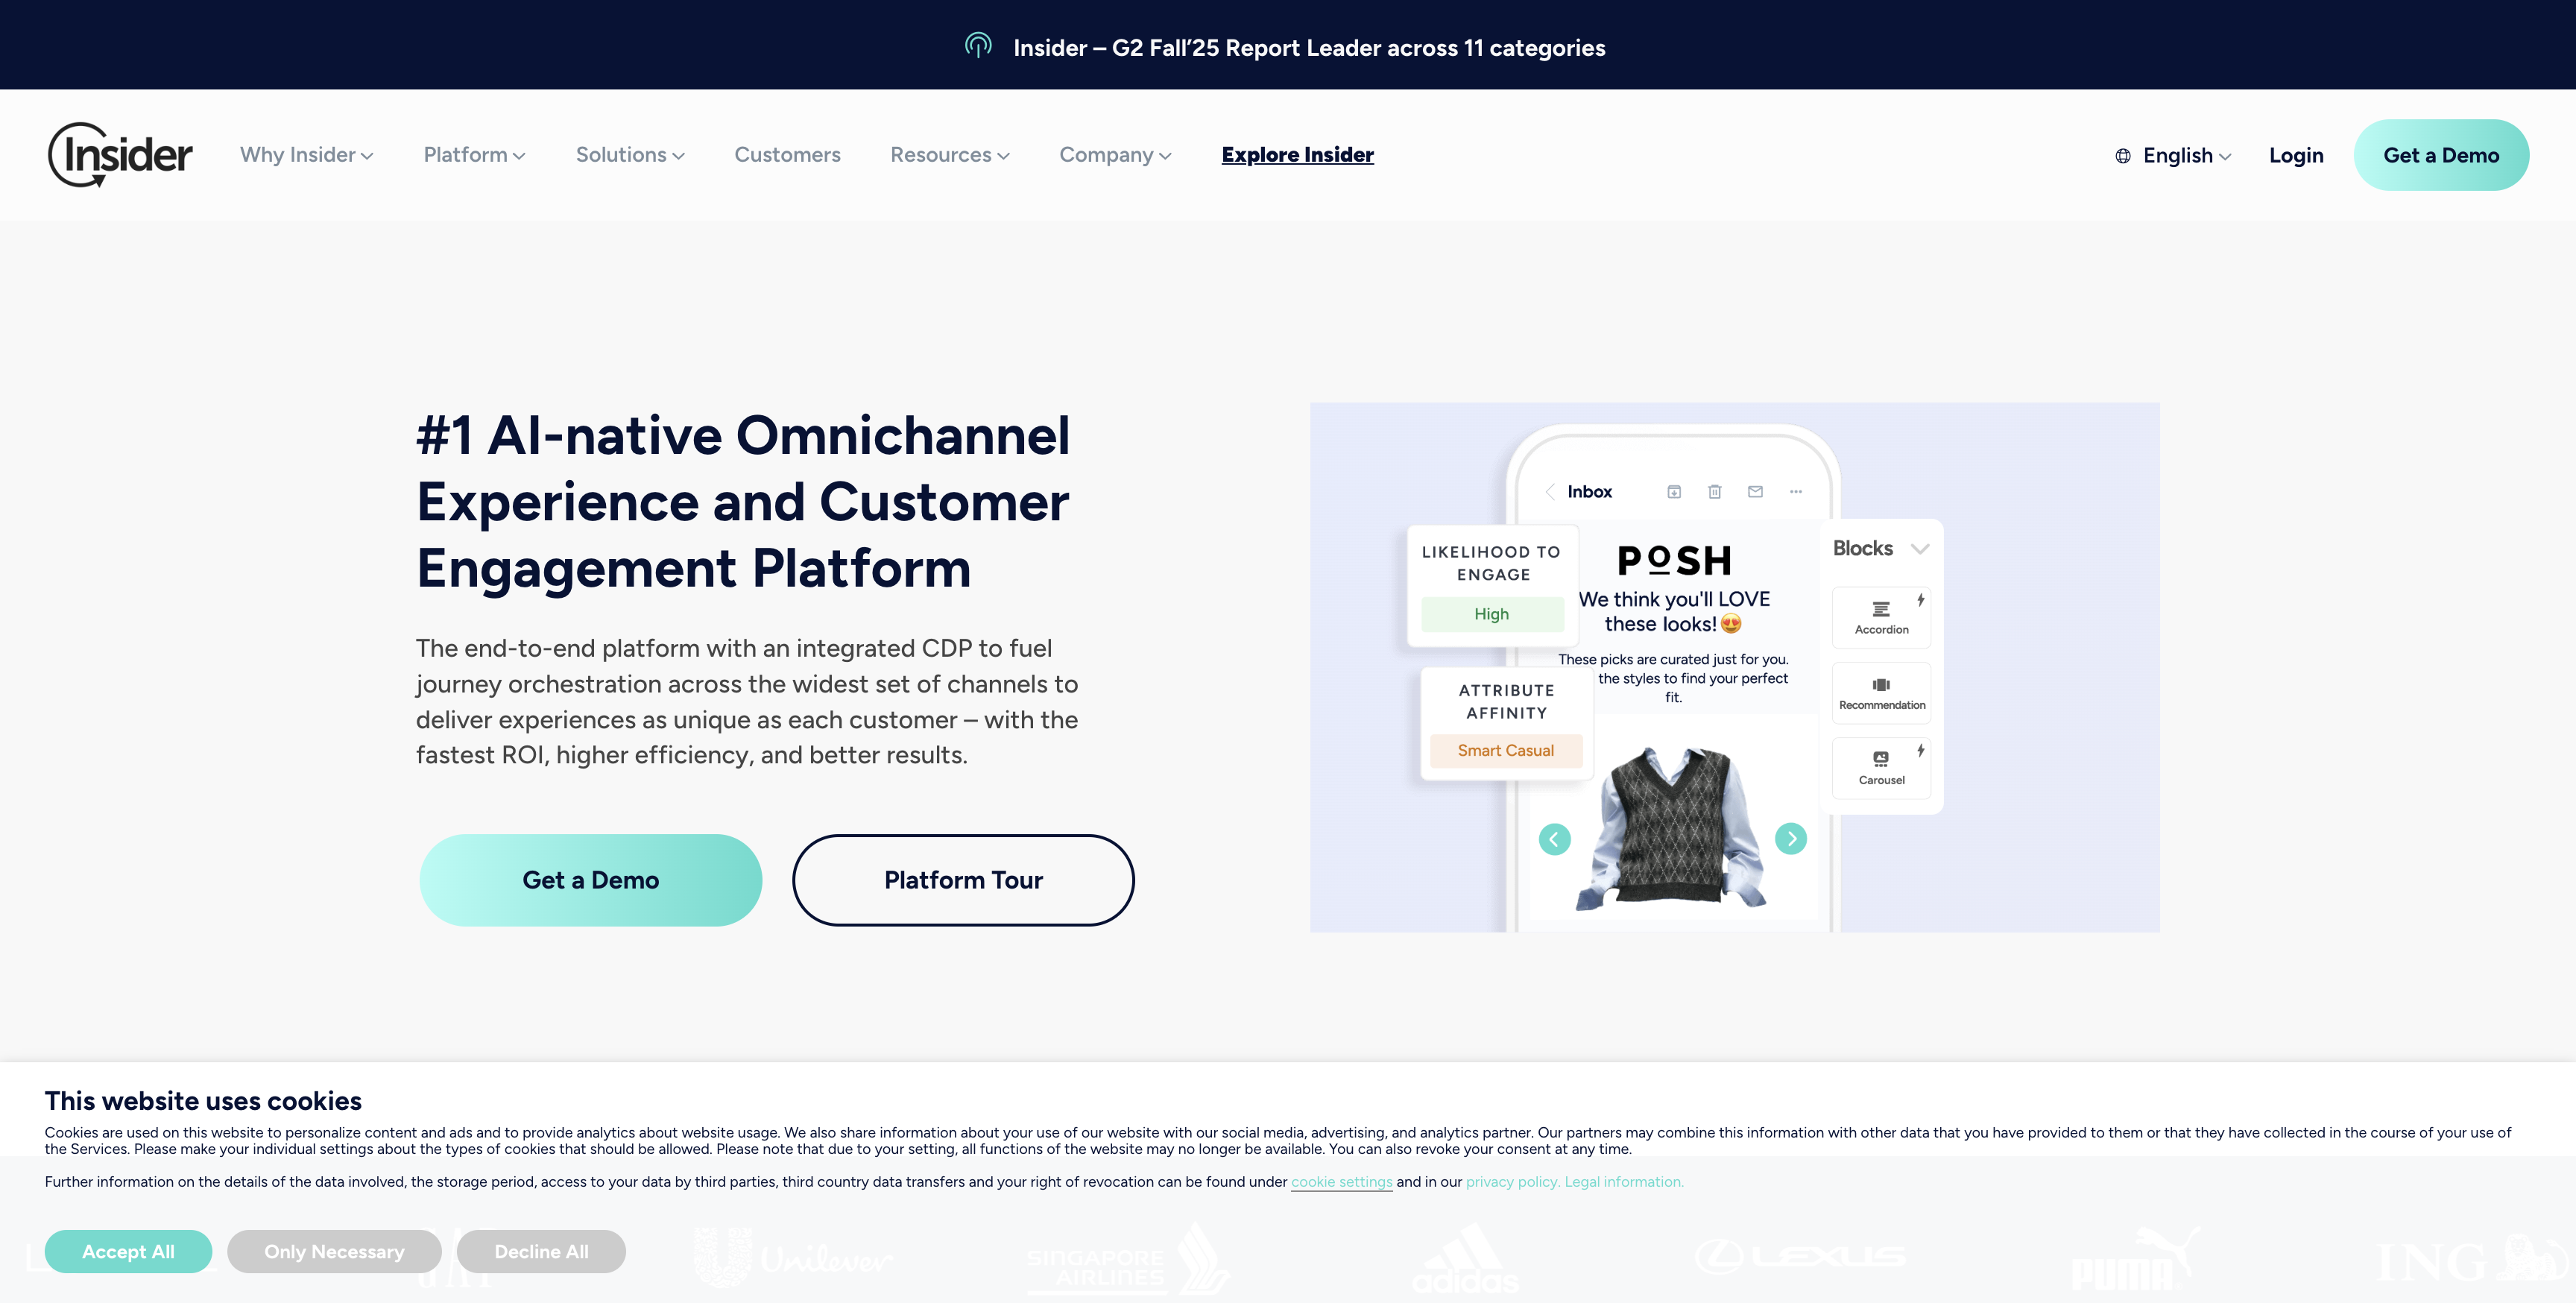 Insider – G2 Fall'25 Report Leader across 11 categories
Insider
Why Insider
Platform
Solutions
Customers
Resources
Company
Explore Insider
English
Login
Get a Demo
#1 AI-native Omnichannel
Experience and Customer
Engagement Platform
The end-to-end platform with an integrated CDP to fuel
journey orchestration across the widest set of channels to
deliver experiences as unique as each customer – with the
fastest ROI, higher efficiency, and better results.
Get a Demo
Platform Tour
Inbox
LIKELIHOOD TO
ENGAGE
High
ATTRIBUTE
AFFINITY
Smart Casual
POSH
We think you'll LOVE
these looks!😍
These picks are curated just for you.
the styles to find your perfect
fit.
Blocks
Accordion
Recommendation
Carousel
This website uses cookies
Cookies are used on this website to personalize content and ads and to provide analytics about website usage. We also share information about your use of our website with our social media, advertising, and analytics partner. Our partners may combine this information with other data that you have provided to them or that they have collected in the course of your use of
the Services. Please make your individual settings about the types of cookies that should be allowed. Please note that due to your setting, all functions of the website may no longer be available. You can also revoke your consent at any time.
Further information on the details of the data involved, the storage period, access to your data by third parties, third country data transfers and your right of revocation can be found under cookie settings and in our privacy policy. Legal information.
Accept All
Only Necessary
Decline All
Unilever
SINGAPORE
AIRLINES
adidas
LEXUS
PUMA
ING